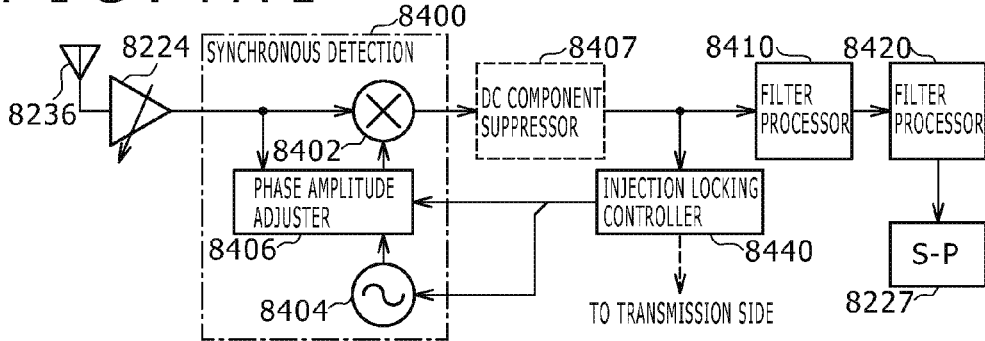 8400
8224
SYNCHRONOUS DETECTION
8407
8410
8420
8236
DC COMPONENT
SUPPRESSOR
FILTER
PROCESSOR
FILTER
PROCESSOR
8402
PHASE AMPLITUDE
ADJUSTER
INJECTION LOCKING
CONTROLLER
8406
8440
S-P
8404
8227
TO TRANSMISSION SIDE